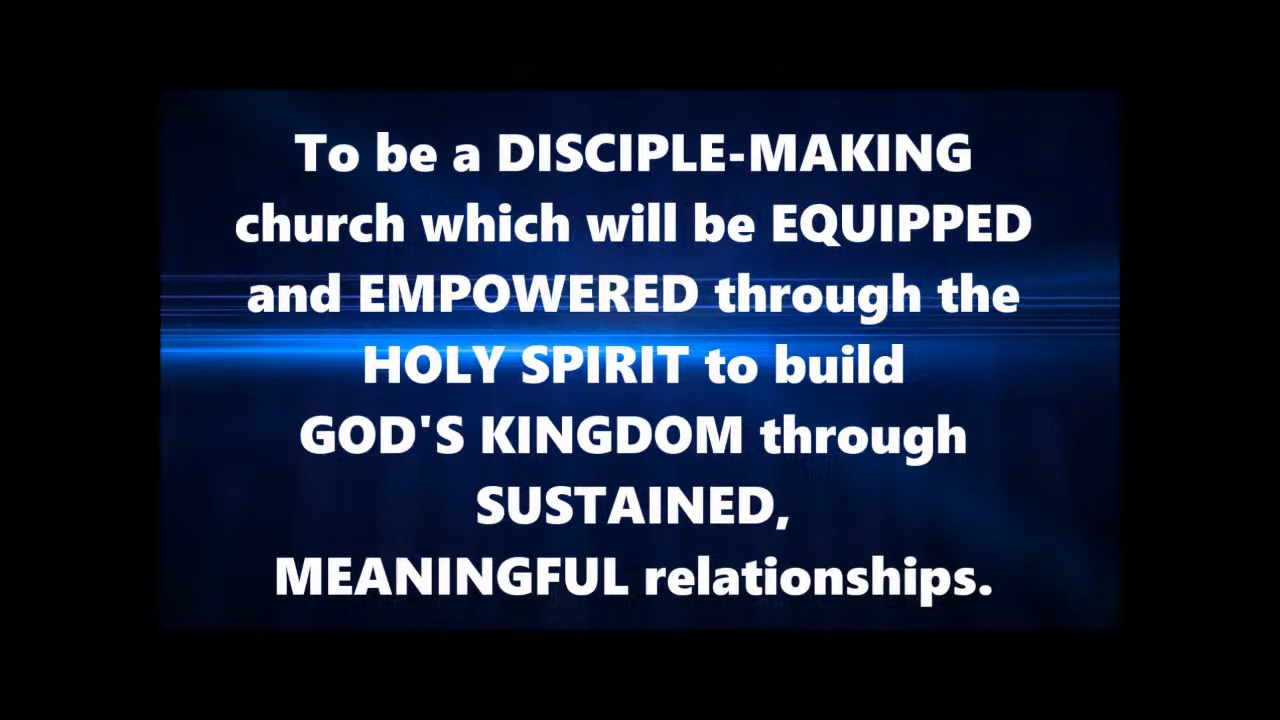 To be a DISCIPLE-MAKING
church which will be EQUIPPED
and EMPOWERED through the
HOLY SPIRIT to build
GOD'S KINGDOM through
SUSTAINED,
MEANINGFUL relationships.